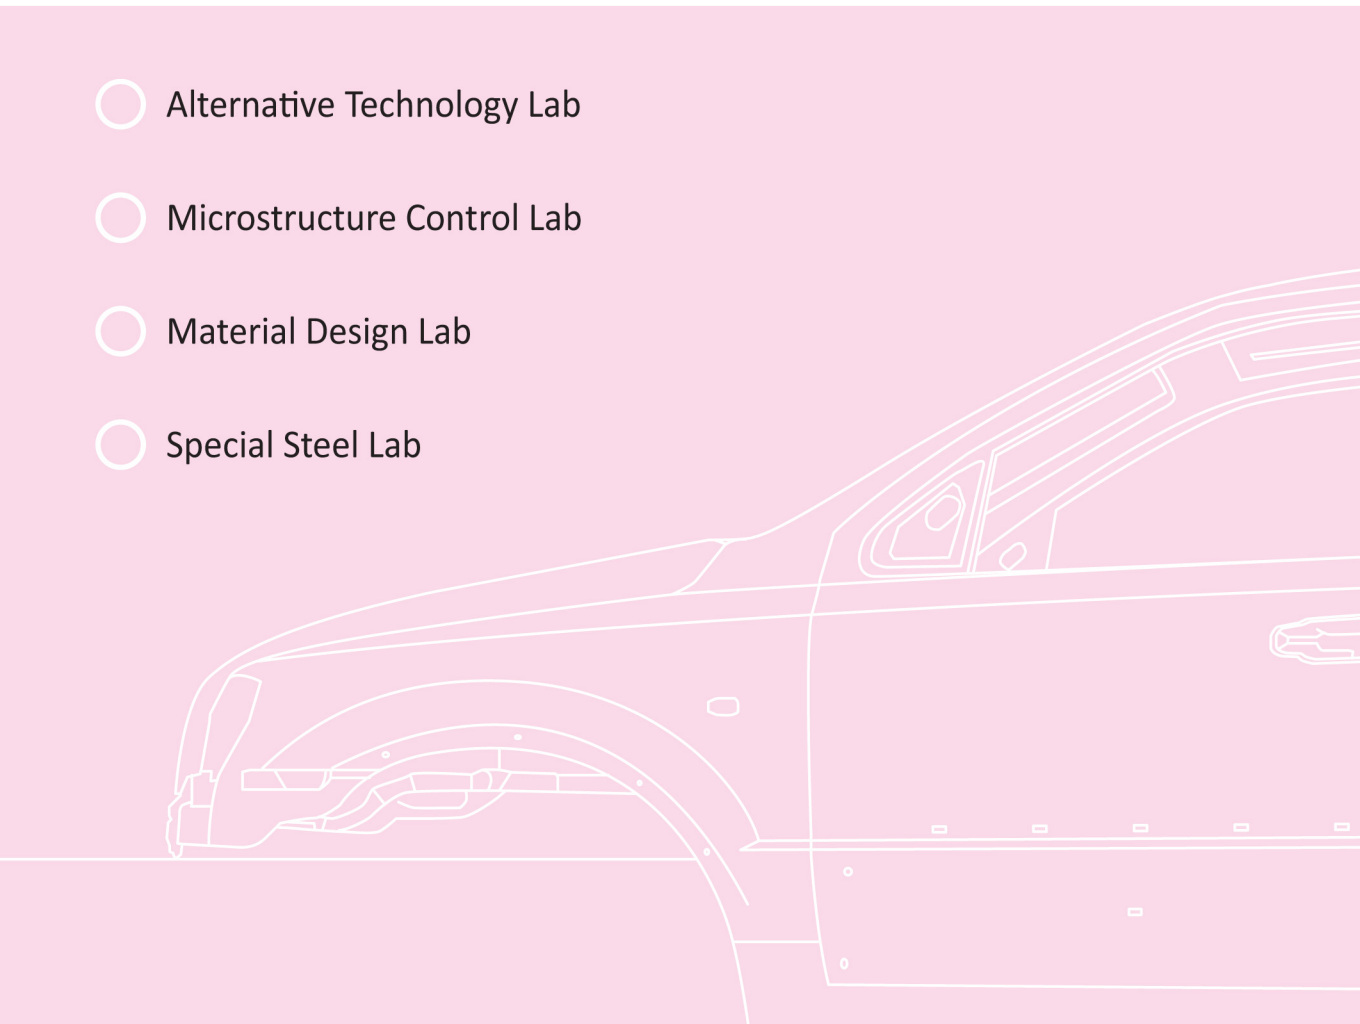 Alternative Technology Lab
Microstructure Control Lab
Material Design Lab
Special Steel Lab